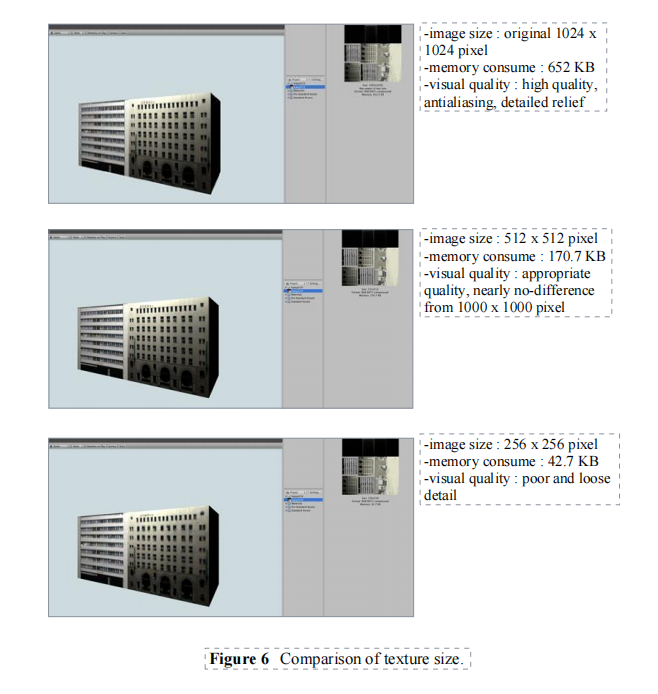 -image size : original 1024 x
1024 pixel
-memory consume : 652 KB
-visual quality : high quality,
antialiasing, detailed relief
-image size : 512 x 512 pixel
-memory consume : 170.7 KB
-visual quality : appropriate
quality, nearly no-difference
from 1000 x 1000 pixel
-image size : 256 x 256 pixel
-memory consume : 42.7 KB
-visual quality : poor and loose
detail
Figure 6 Comparison of texture size.